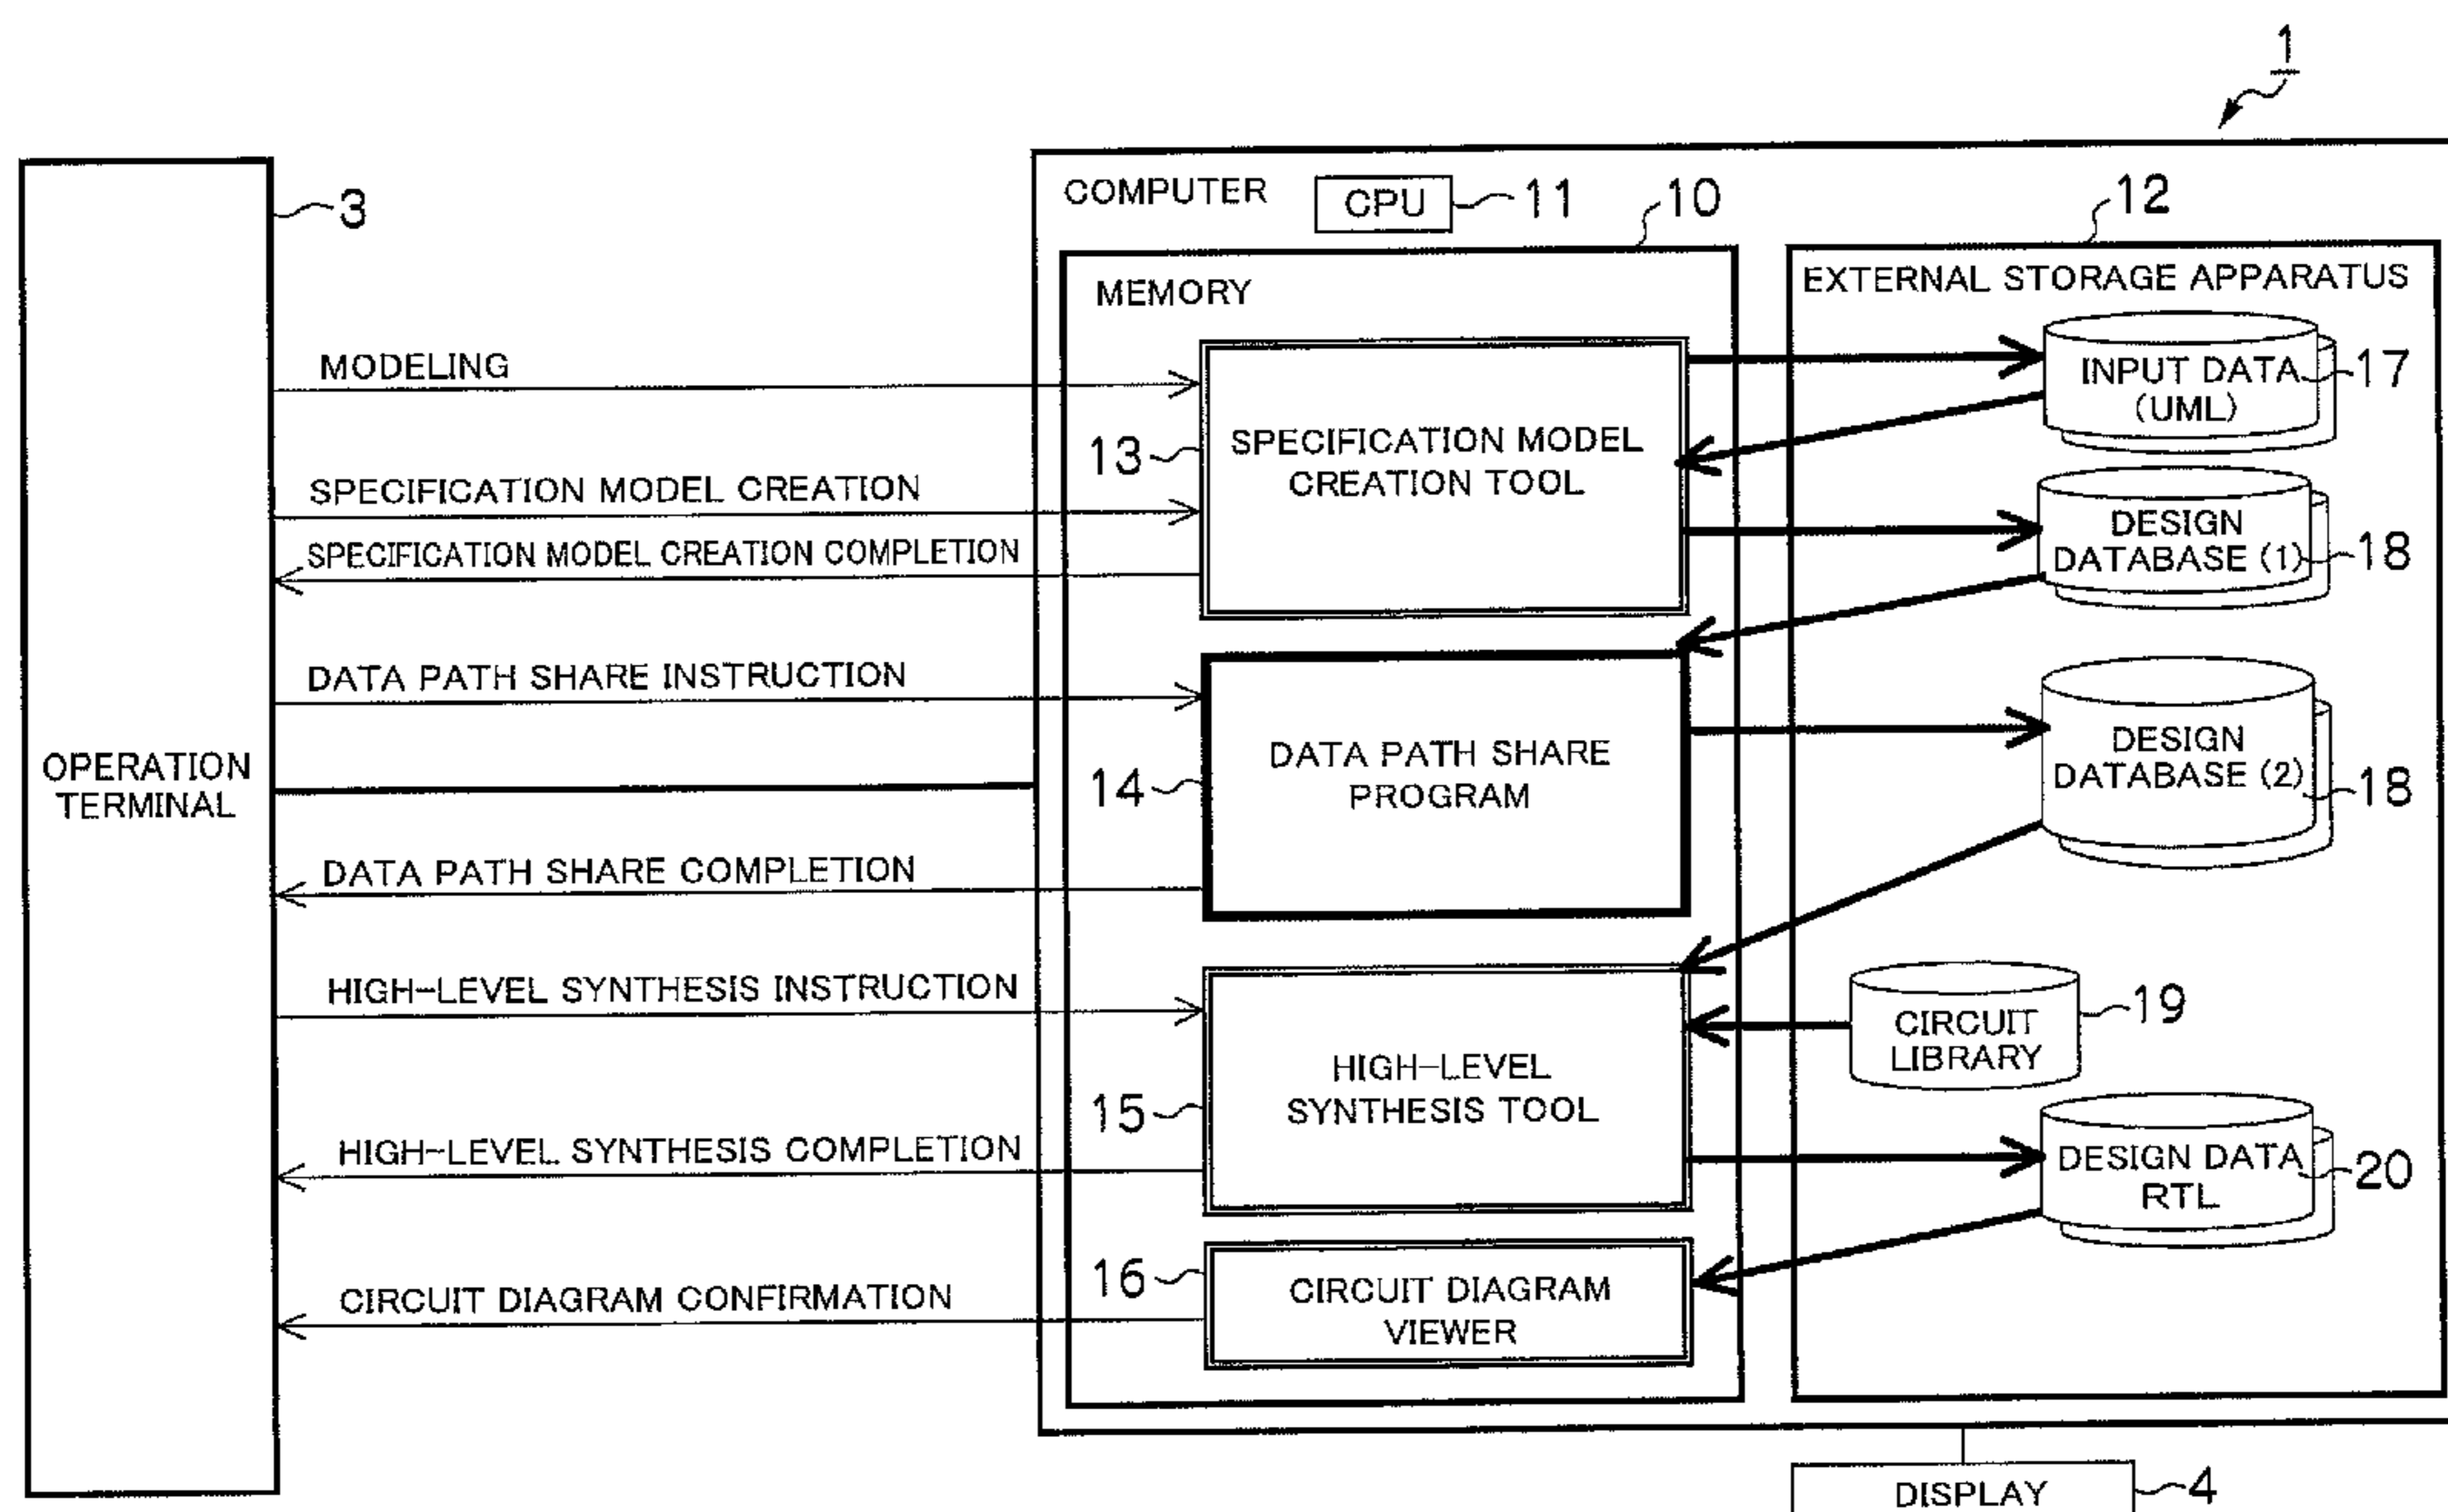 1
3
COMPUTER
CPU
11
10
12
MEMORY
EXTERNAL STORAGE APPARATUS
MODELING
INPUT DATA
(UML)
17
13
SPECIFICATION MODEL
CREATION TOOL
SPECIFICATION MODEL CREATION
SPECIFICATION MODEL CREATION COMPLETION
DESIGN
DATABASE (1)
18
DATA PATH SHARE INSTRUCTION
OPERATION
TERMINAL
14
DATA PATH SHARE
PROGRAM
DESIGN
DATABASE (2)
18
DATA PATH SHARE COMPLETION
HIGH-LEVEL SYNTHESIS INSTRUCTION
CIRCUIT
LIBRARY
19
15
HIGH-LEVEL
SYNTHESIS TOOL
HIGH-LEVEL SYNTHESIS COMPLETION
DESIGN DATA
RTL
20
16
CIRCUIT DIAGRAM
VIEWER
CIRCUIT DIAGRAM CONFIRMATION
DISPLAY
4